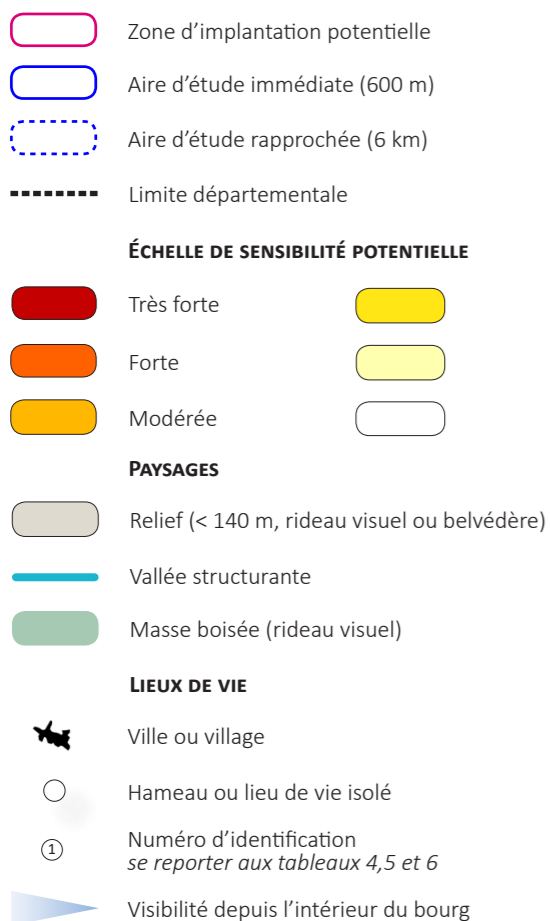 Zone d’implantation potentielle
Aire d’étude immédiate (600 m)
Aire d’étude rapprochée (6 km)
Limite départementale
ÉCHELLE DE SENSIBILITÉ POTENTIELLE
Très forte
Forte
Modérée
PAYSAGES
Relief (< 140 m, rideau visuel ou belvédère)
Vallée structurante
Masse boisée (rideau visuel)
LIEUX DE VIE
Ville ou village
Hameau ou lieu de vie isolé
1 Numéro d’identification
se reporter aux tableaux 4,5 et 6
Visibilité depuis l’intérieur du bourg